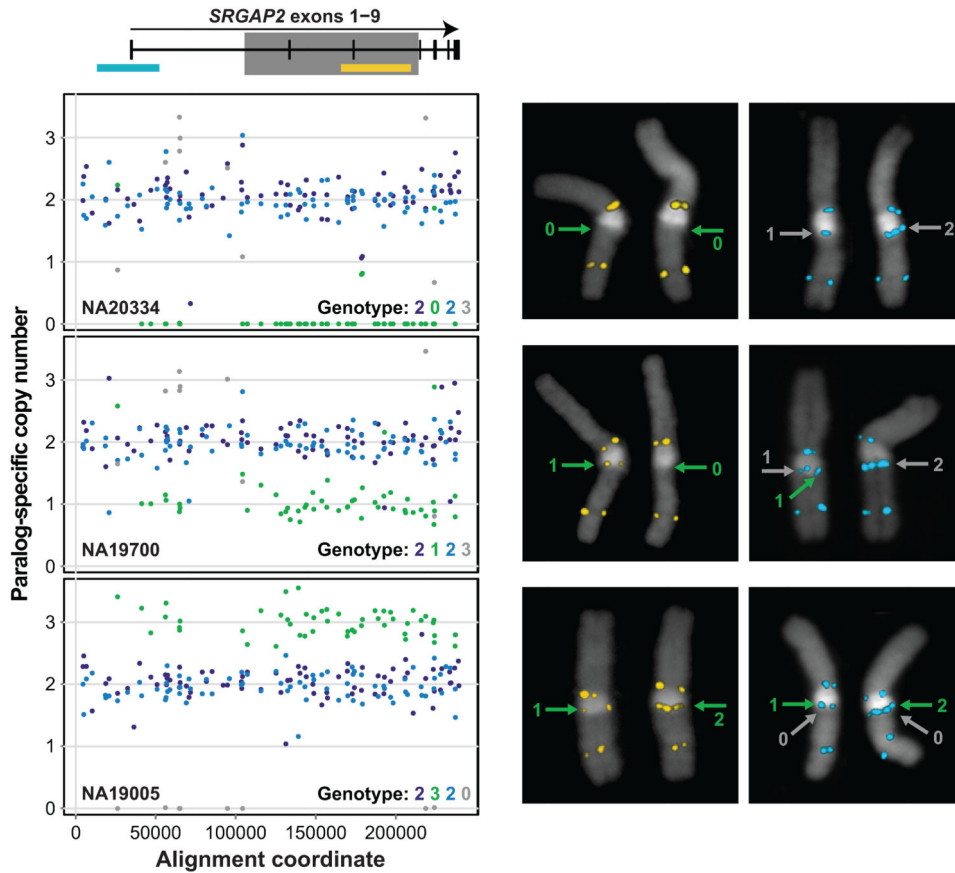 SRGAP2 exons 1–9
Paralog-specific copy number
3
2
1
0
NA20334
Genotype: 2 0 2 3
3
2
1
0
NA19700
Genotype: 2 1 2 3
3
2
1
0
NA19005
Genotype: 2 3 2 0
0 50000 100000 150000 200000
Alignment coordinate
0
0
1
2
1
0
1
1
2
1
2
1
0
2
0